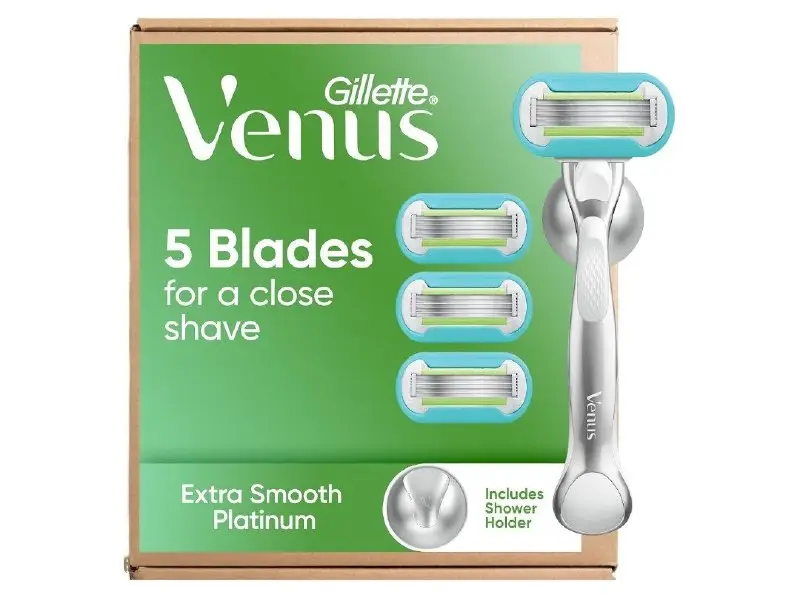 Gillette®
Venus
5 Blades
for a close
shave
Extra Smooth
Platinum
Includes
Shower
Holder
Venus